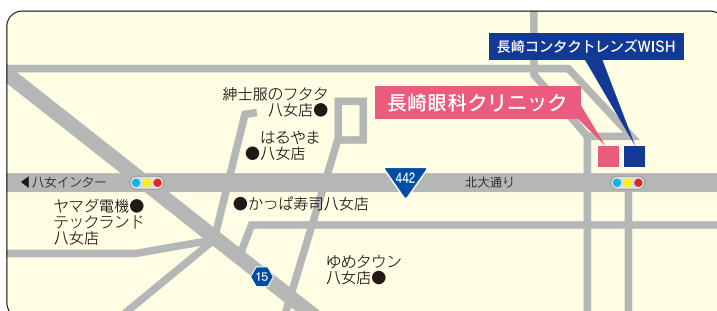 長崎コンタクトレンズWISH
長崎眼科クリニック
紳士服のフタタ
八女店●
はるやま
●八女店
442
◀八女インター
北大通り
ヤマダ電機●
テックランド
八女店
●かっぱ寿司八女店
15
ゆめタウン
八女店●